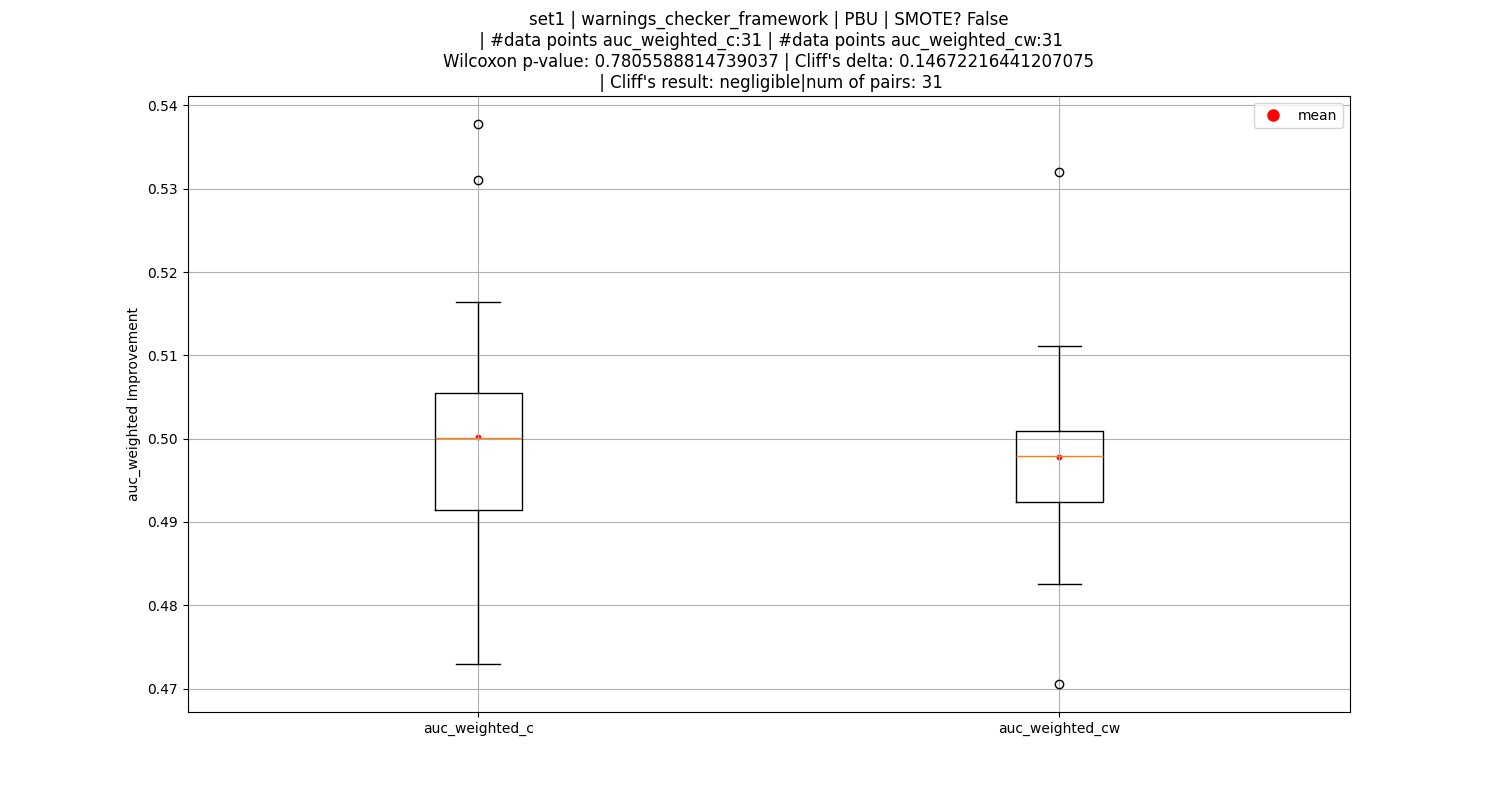 set1 | warnings_checker_framework | PBU | SMOTE? False
| #data points auc_weighted_c:31 | #data points auc_weighted_cw:31
Wilcoxon p-value: 0.7805588814739037 | Cliff's delta: 0.14672216441207075
| Cliff's result: negligible|num of pairs: 31
mean
auc_weighted Improvement
0.54
0.53
0.52
0.51
0.50
0.49
0.48
0.47
auc_weighted_c
auc_weighted_cw